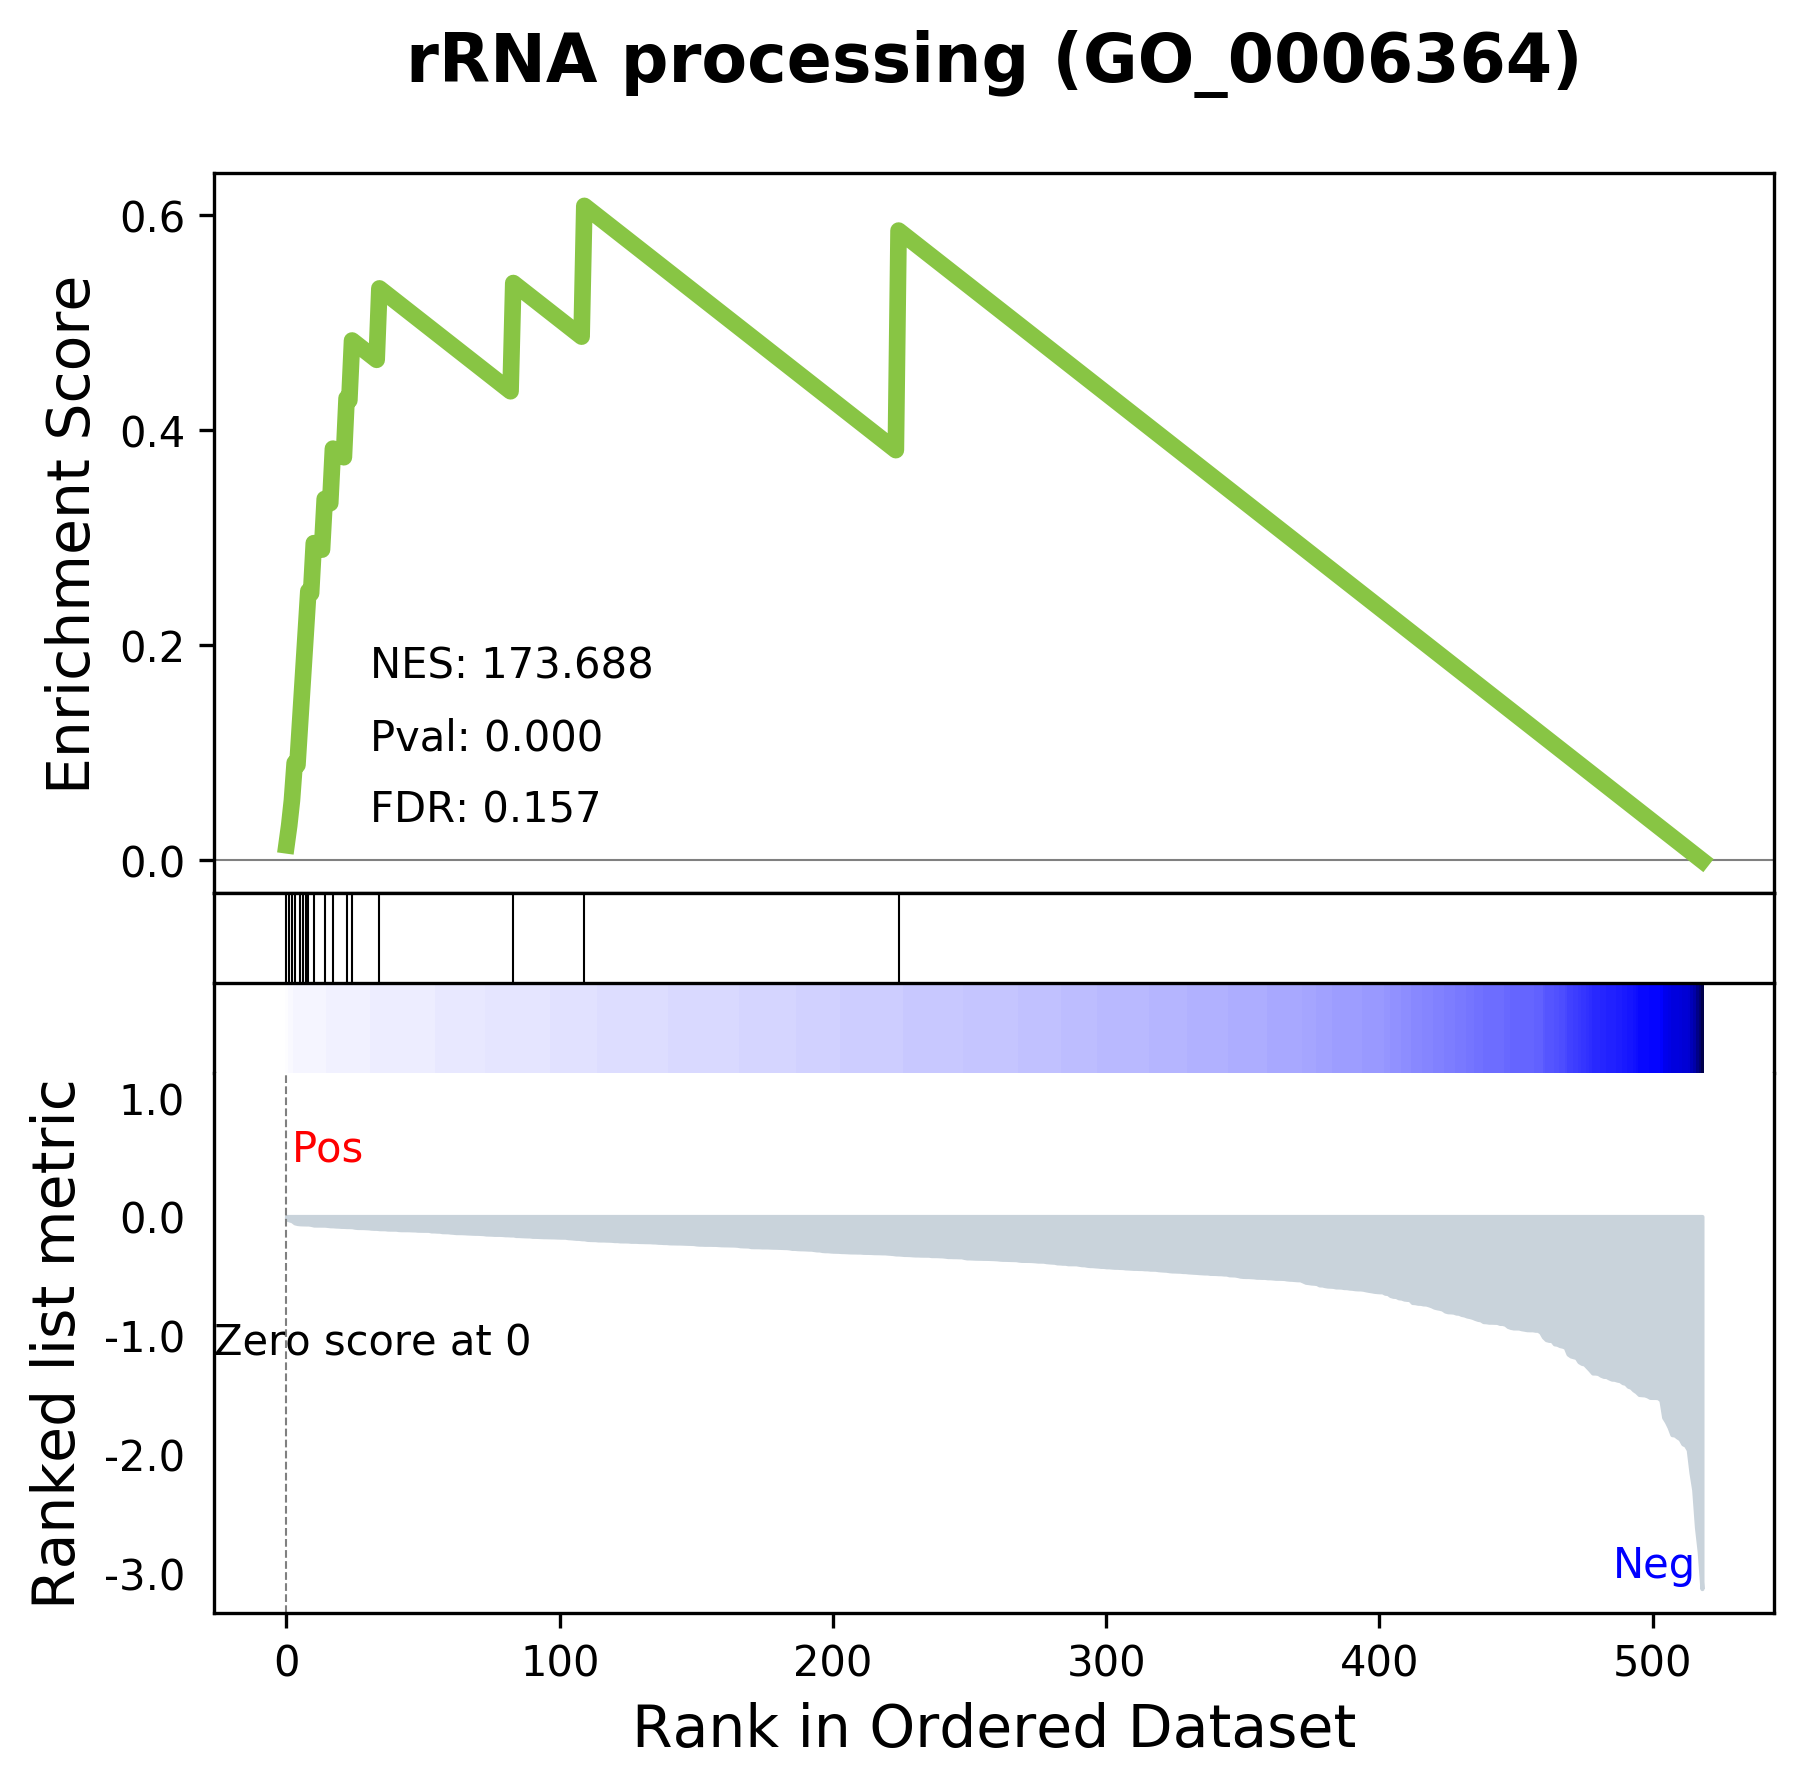 rRNA processing (GO_0006364)
Enrichment Score
0.6
0.4
0.2
0.0
NES: 173.688
Pval: 0.000
FDR: 0.157
Ranked list metric
1.0
0.0
-1.0
-2.0
-3.0
Pos
Zero score at 0
Neg
0 100 200 300 400 500
Rank in Ordered Dataset